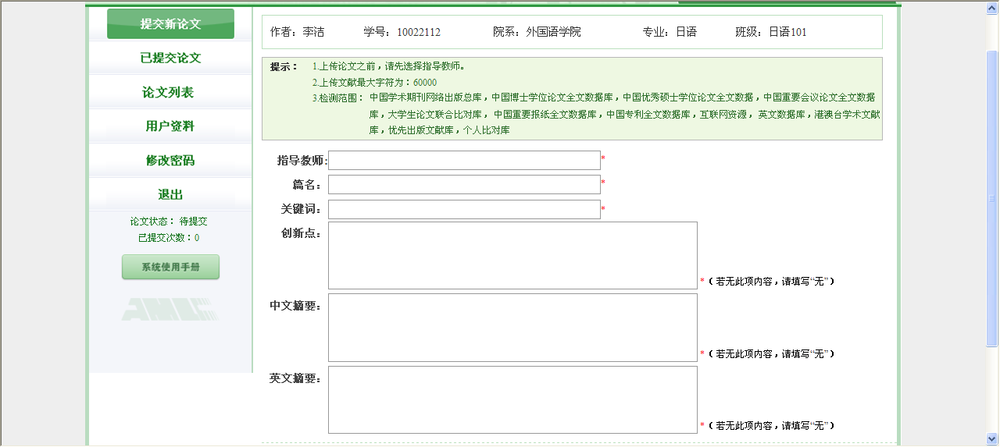 提交新论文
已提交论文
论文列表
用户资料
修改密码
退出
论文状态：待提交
已提交次数：0
系统使用手册
AMLC
作者：李洁 学号：10022112 院系：外国语学院 专业：日语 班级：日语101
提示： 1.上传论文之前，请先选择指导教师。
2.上传文献最大字符为：60000
3.检测范围： 中国学术期刊网络出版总库，中国博士学位论文全文数据库，中国优秀硕士学位论文全文数据，中国重要会议论文全文数据
库，大学生论文联合比对库， 中国重要报纸全文数据库，中国专利全文数据库，互联网资源， 英文数据库，港澳台学术文献
库，优先出版文献库，个人比对库
指导教师: *
篇名： *
关键词： *
创新点： *（若无此项内容，请填写“无”）
中文摘要： *（若无此项内容，请填写“无”）
英文摘要： *（若无此项内容，请填写“无”）